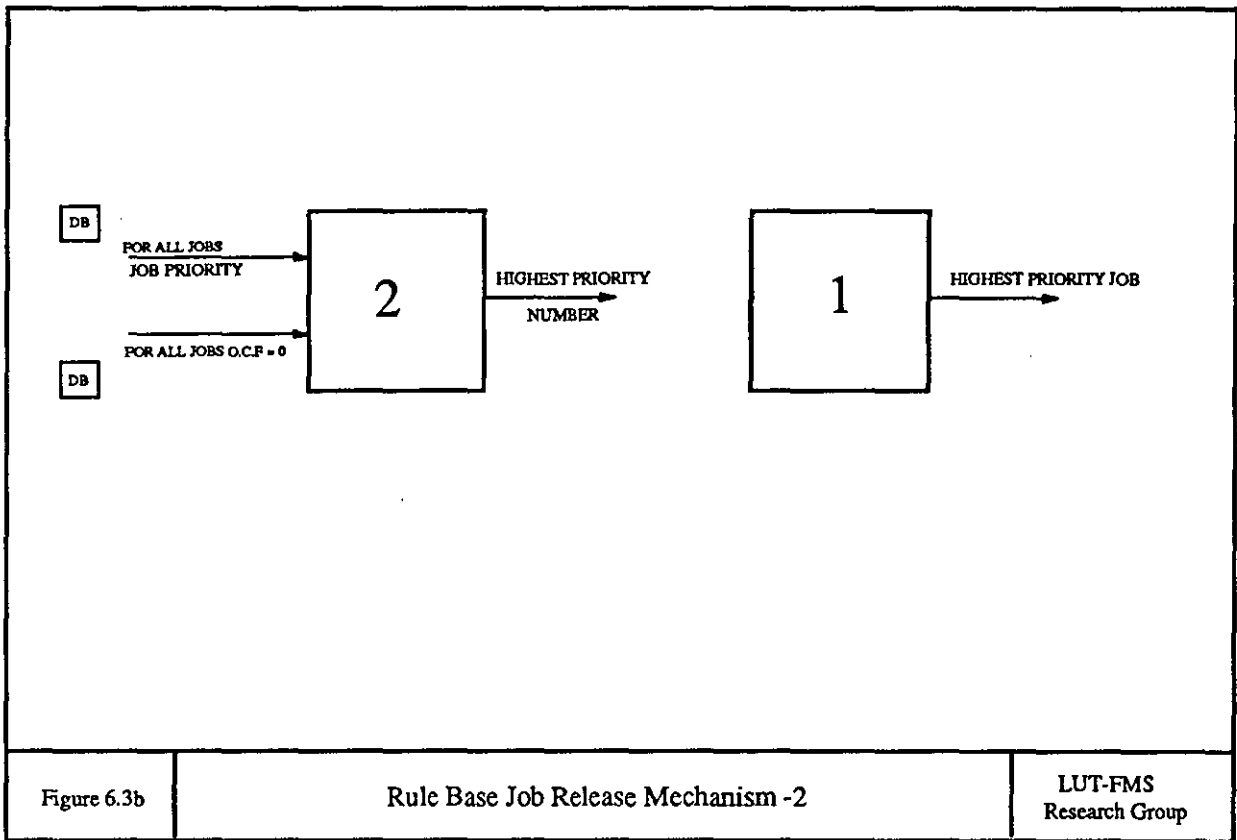 DB
FOR ALL JOBS
JOB PRIORITY
2
HIGHEST PRIORITY
NUMBER
FOR ALL JOBS O.C.F = 0
DB
1
HIGHEST PRIORITY JOB
Figure 6.3b
Rule Base Job Release Mechanism -2
LUT-FMS
Research Group